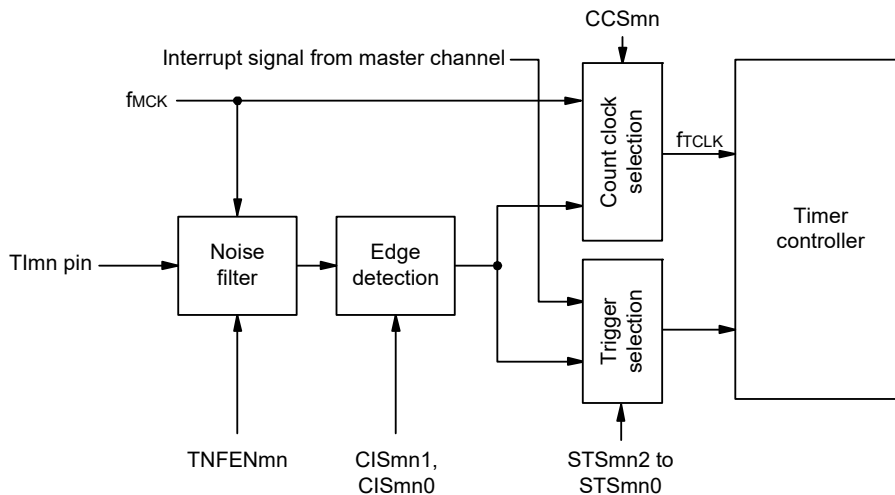 CCSmn
Interrupt signal from master channel
fMCK
Count clock
selection
fTCLK
Timer
controller
TImn pin
Noise
filter
Edge
detection
Trigger
selection
TNFENmn
CISmn1,
CISmn0
STSmn2 to
STSmn0